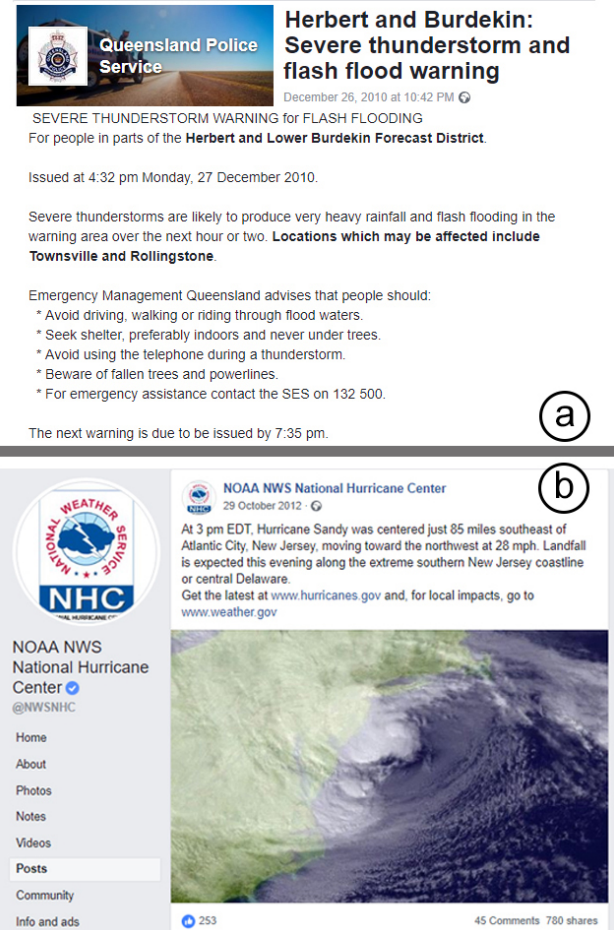 Queensland Police
Service
Herbert and Burdekin:
Severe thunderstorm and
flash flood warning
December 26, 2010 at 10:42 PM
SEVERE THUNDERSTORM WARNING for FLASH FLOODING
For people in parts of the Herbert and Lower Burdekin Forecast District.
Issued at 4:32 pm Monday, 27 December 2010.
Severe thunderstorms are likely to produce very heavy rainfall and flash flooding in the
warning area over the next hour or two. Locations which may be affected include
Townsville and Rollingstone.
Emergency Management Queensland advises that people should:
* Avoid driving, walking or riding through flood waters.
* Seek shelter, preferably indoors and never under trees.
* Avoid using the telephone during a thunderstorm.
* Beware of fallen trees and powerlines.
* For emergency assistance contact the SES on 132 500.
The next warning is due to be issued by 7:35 pm.
a
b
NATIONAL WEATHER SERVICE
NHC
NOAA NWS
National Hurricane
Center
@NWSNHC
Home
About
Photos
Notes
Videos
Posts
Community
Info and ads
NHC
NOAA NWS National Hurricane Center
29 October 2012 ·
At 3 pm EDT, Hurricane Sandy was centered just 85 miles southeast of
Atlantic City, New Jersey, moving toward the northwest at 28 mph. Landfall
is expected this evening along the extreme southern New Jersey coastline
or central Delaware.
Get the latest at www.hurricanes.gov and, for local impacts, go to
www.weather.gov
253
45 Comments 780 shares